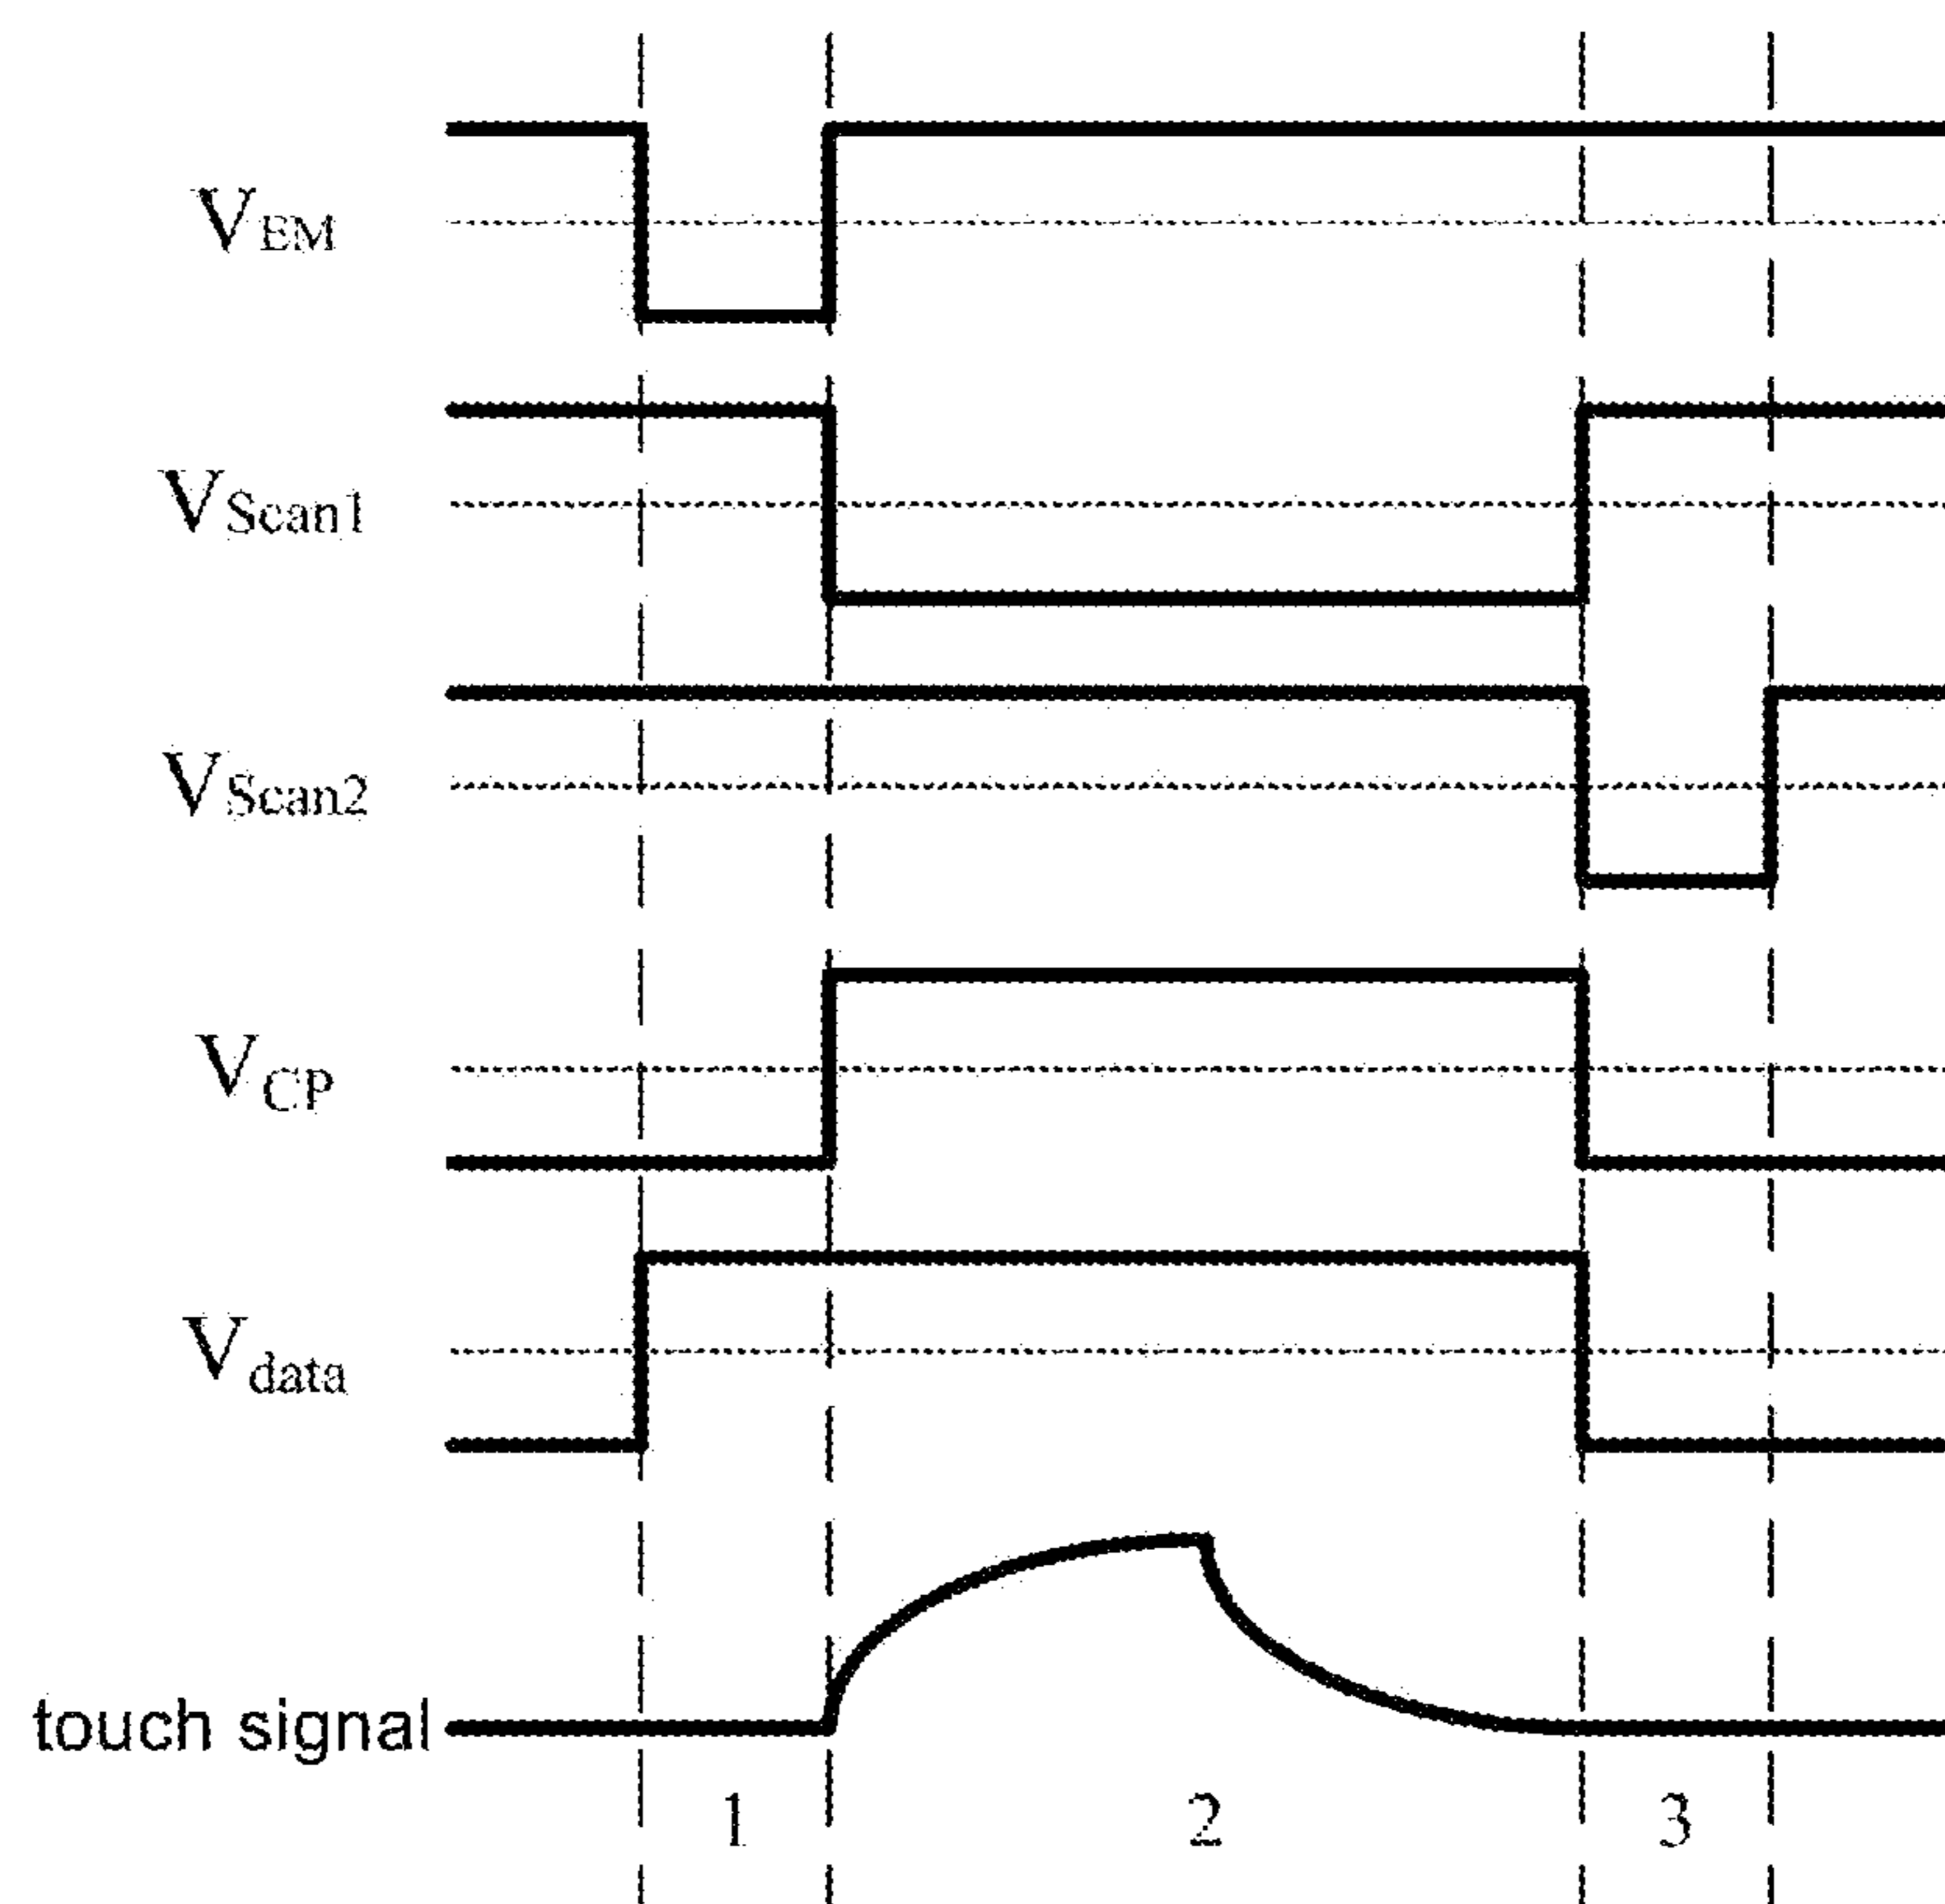 VEM
VScan1
VScan2
VCP
Vdata
touch signal
1 2 3